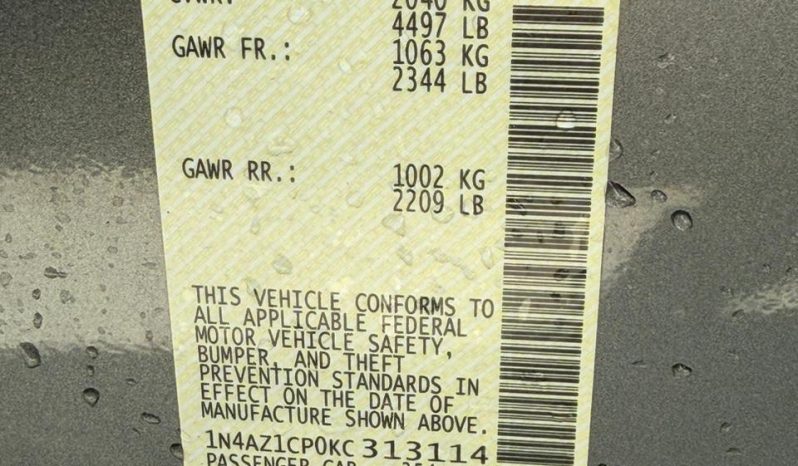 GVWR: 2040 KG
4497 LB
GAWR FR.: 1063 KG
2344 LB
GAWR RR.: 1002 KG
2209 LB
THIS VEHICLE CONFORMS TO
ALL APPLICABLE FEDERAL
MOTOR VEHICLE SAFETY,
BUMPER, AND THEFT
PREVENTION STANDARDS IN
EFFECT ON THE DATE OF
MANUFACTURE SHOWN ABOVE.
1N4AZ1CP0KC313114
PASSENGER CAR